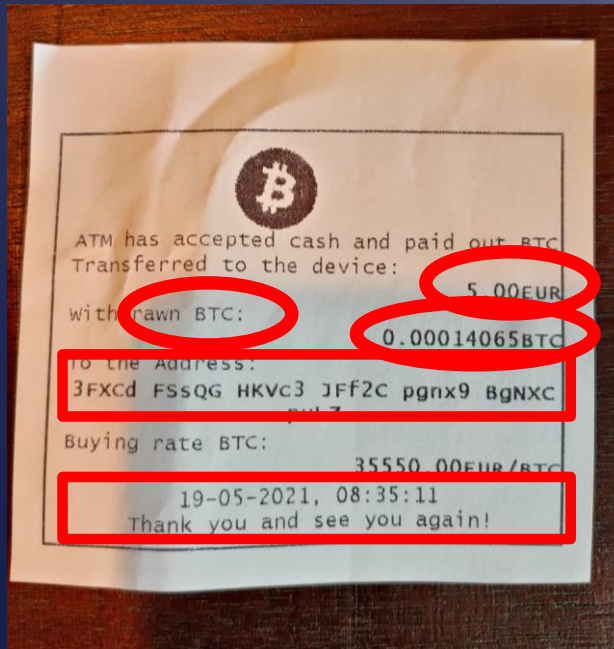 ATM has accepted cash and paid out BTC
Transferred to the device:
5.00EUR
Withdrawn BTC:
0.00014065BTC
To the Address:
3FXCd FSsQG HKVc3 JFf2C pgnx9 BgNXC
Buying rate BTC:
35550.00EUR/BTC
19-05-2021, 08:35:11
Thank you and see you again!